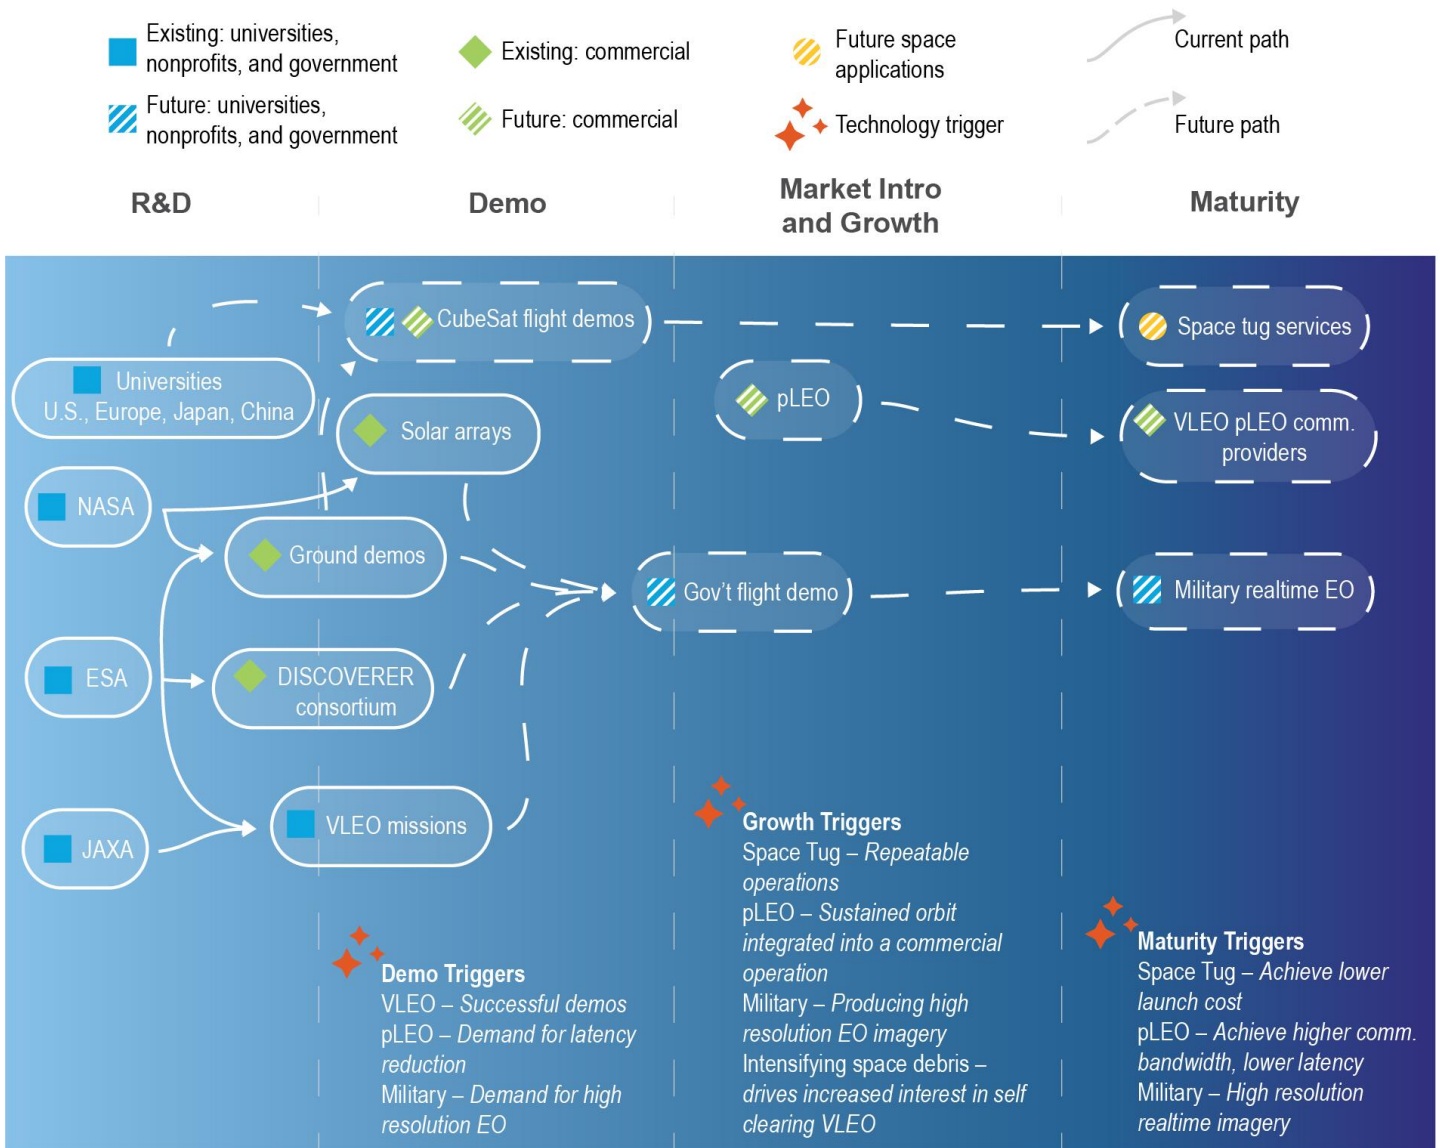 Existing: universities,
nonprofits, and government
Existing: commercial
Future space
applications
Current path
Future: universities,
nonprofits, and government
Future: commercial
Technology trigger
Future path
R&D
Demo
Market Intro
and Growth
Maturity
CubeSat flight demos
Space tug services
Universities
U.S., Europe, Japan, China
pLEO
VLEO pLEO comm.
providers
Solar arrays
NASA
Ground demos
Gov't flight demo
Military realtime EO
ESA
DISCOVERER
consortium
VLEO missions
JAXA
Demo Triggers
VLEO – Successful demos
pLEO – Demand for latency
reduction
Military – Demand for high
resolution EO
Growth Triggers
Space Tug – Repeatable
operations
pLEO – Sustained orbit
integrated into a commercial
operation
Military – Producing high
resolution EO imagery
Intensifying space debris –
drives increased interest in self
clearing VLEO
Maturity Triggers
Space Tug – Achieve lower
launch cost
pLEO – Achieve higher comm.
bandwidth, lower latency
Military – High resolution
realtime imagery